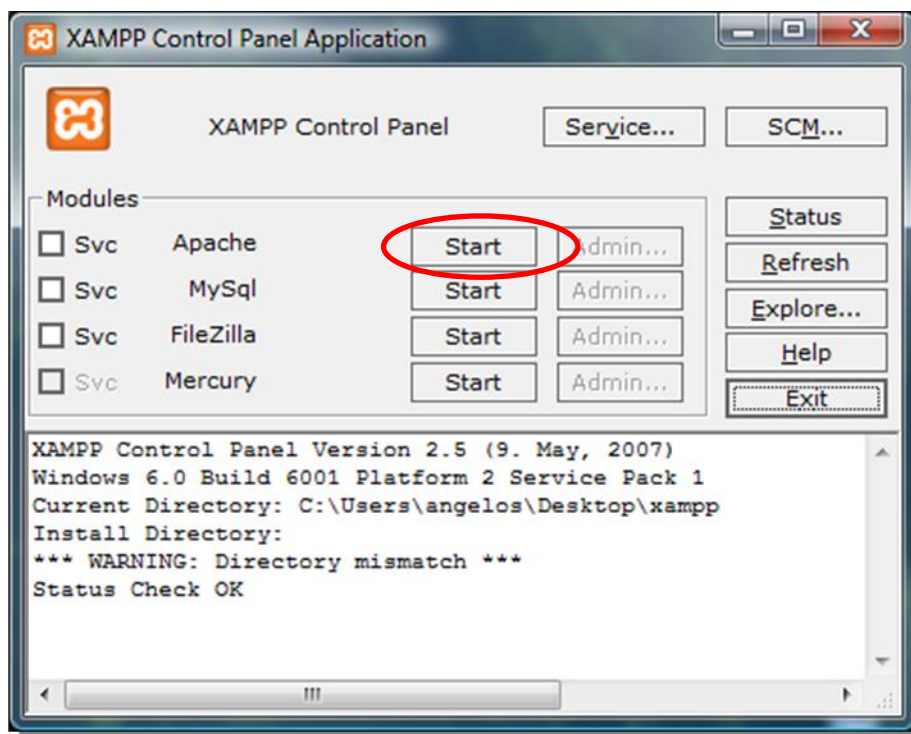 XAMPP Control Panel Application
XAMPP Control Panel Service... SCM...
Modules
Svc Apache Start Admin...
Svc MySql Start Admin...
Svc FileZilla Start Admin...
Svc Mercury Start Admin...
Status
Refresh
Explore...
Help
Exit
XAMPP Control Panel Version 2.5 (9. May, 2007)
Windows 6.0 Build 6001 Platform 2 Service Pack 1
Current Directory: C:\Users\angelos\Desktop\xampp
Install Directory:
*** WARNING: Directory mismatch ***
Status Check OK